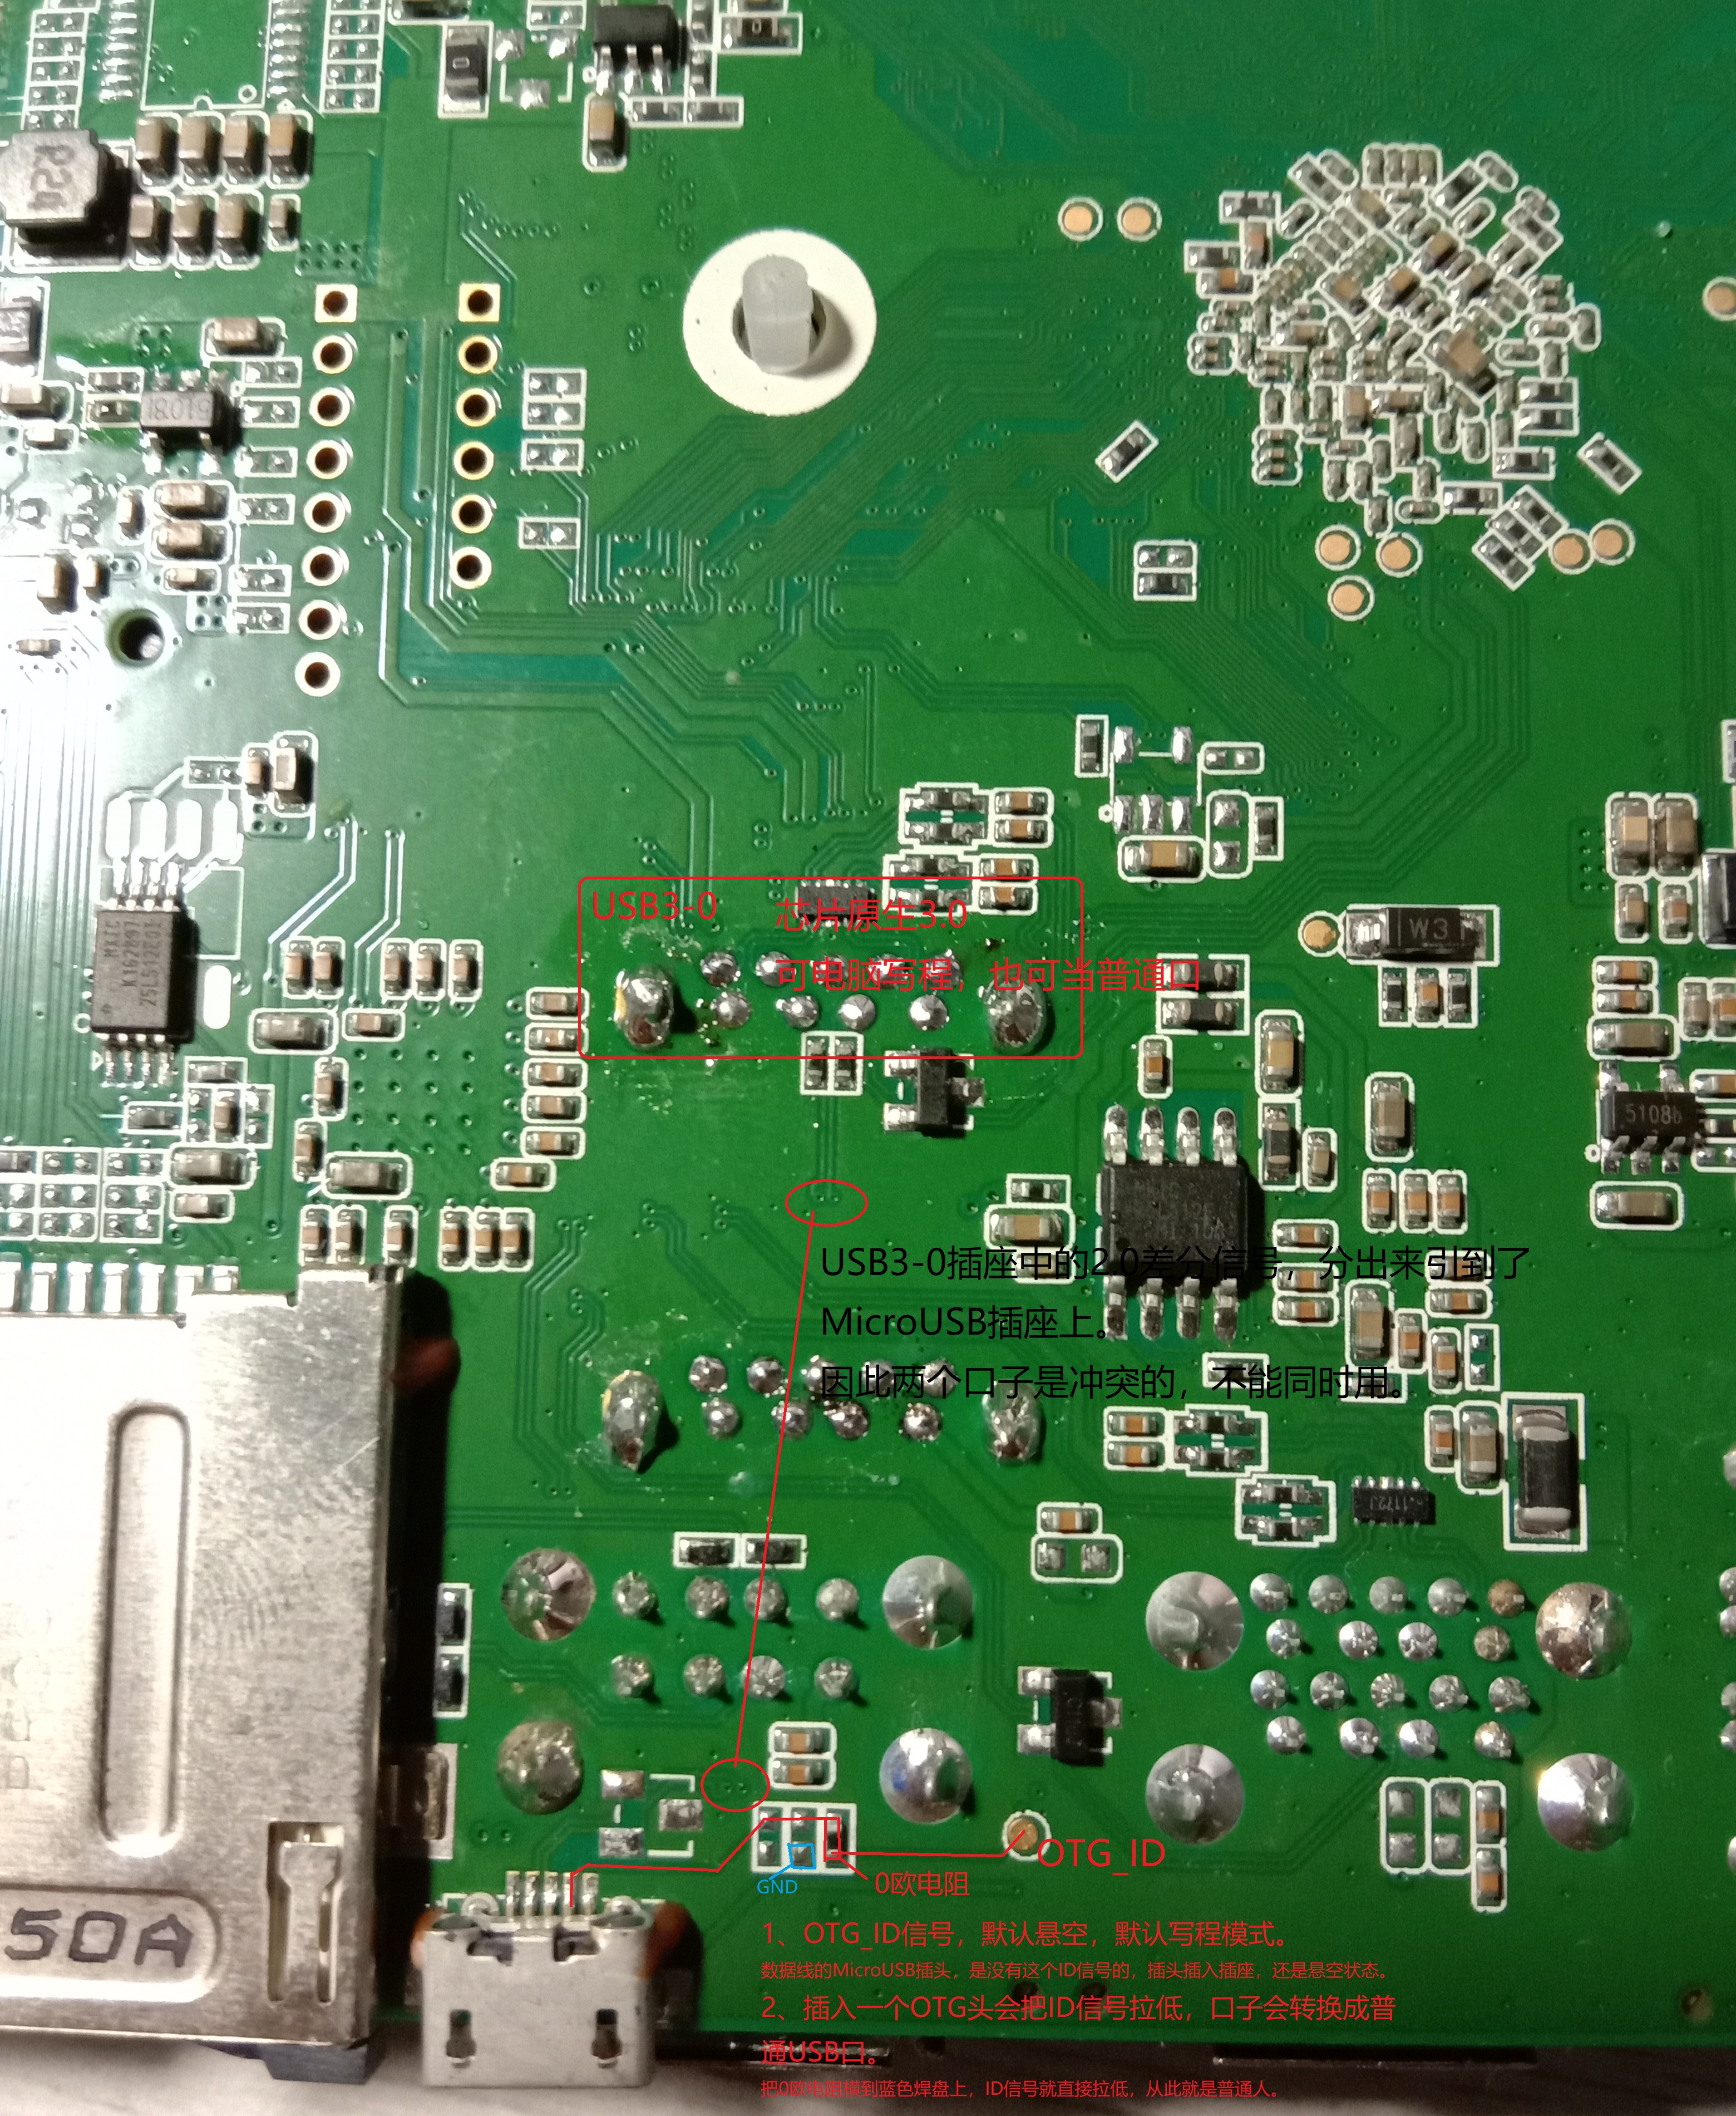 0
0
R24
18019
MXIC
K162897
25L512E01
USB3-0
芯片原生3.0
可电脑写程，也可当普通口
W3
5108b
USB3-0插座中的2.0差分信号，分出来引到了
MicroUSB插座上。
因此两个口子是冲突的，不能同时用。
OTG_ID
0欧电阻
GND
50A
1、OTG_ID信号，默认悬空，默认写程模式。
数据线的MicroUSB插头，是没有这个ID信号的，插头插入插座，还是悬空状态。
2、插入一个OTG头会把ID信号拉低，口子会转换成普
通USB口。
把0欧电阻横到蓝色焊盘上，ID信号就直接拉低，从此就是普通人。